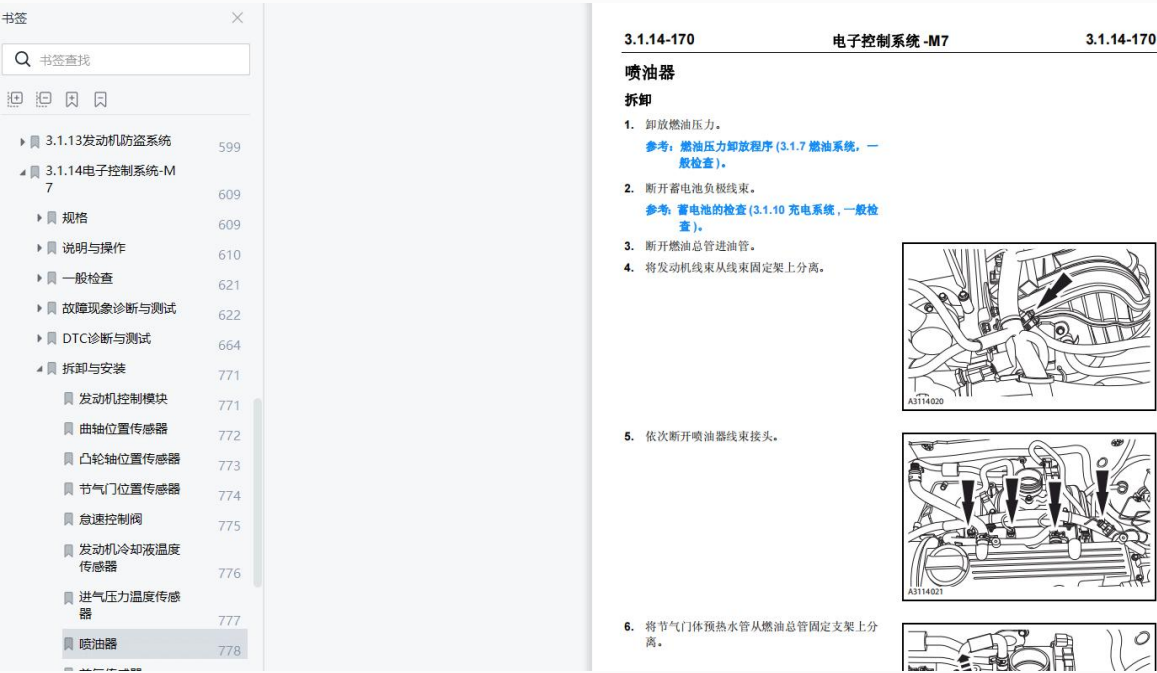 书签
书签查找
3.1.13发动机防盗系统
599
3.1.14电子控制系统-M
7
609
规格
609
说明与操作
610
一般检查
621
故障现象诊断与测试
622
DTC诊断与测试
664
拆卸与安装
771
发动机控制模块
771
曲轴位置传感器
772
凸轮轴位置传感器
773
节气门位置传感器
774
怠速控制阀
775
发动机冷却液温度
传感器
776
进气压力温度传感
器
777
喷油器
778
3.1.14-170
电子控制系统 -M7
3.1.14-170
喷油器
拆卸
1. 卸放燃油压力。
参考：燃油压力卸放程序 (3.1.7 燃油系统，一
般检查)。
2. 断开蓄电池负极线束。
参考：蓄电池的检查 (3.1.10 充电系统 , 一般检
查)。
3. 断开燃油总管进油管。
4. 将发动机线束从线束固定架上分离。
A3114020
5. 依次断开喷油器线束接头。
A3114021
6. 将节气门体预热水管从燃油总管固定支架上分
离。